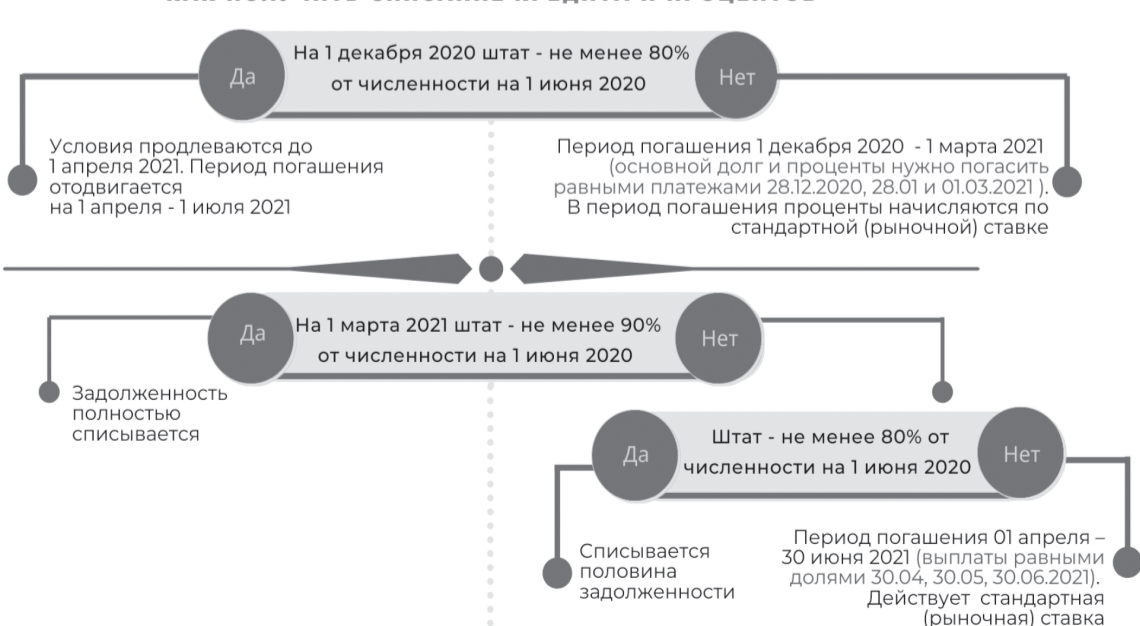 Да
На 1 декабря 2020 штат - не менее 80%
от численности на 1 июня 2020
Нет
Условия продлеваются до
1 апреля 2021. Период погашения
отодвигается
на 1 апреля - 1 июля 2021
Период погашения 1 декабря 2020 - 1 марта 2021
(основной долг и проценты нужно погасить
равными платежами 28.12.2020, 28.01 и 01.03.2021 ).
В период погашения проценты начисляются по
стандартной (рыночной) ставке
Да
На 1 марта 2021 штат - не менее 90%
от численности на 1 июня 2020
Нет
Задолженность
полностью
списывается
Да
Штат - не менее 80% от
численности на 1 июня 2020
Нет
Списывается
половина
задолженности
Период погашения 01 апреля –
30 июня 2021 (выплаты равными
долями 30.04, 30.05, 30.06.2021).
Действует стандартная
(рыночная) ставка